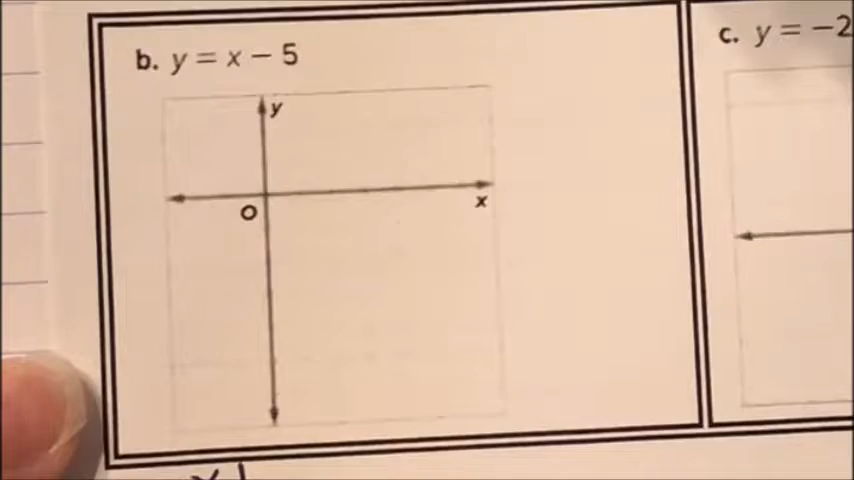 b. y = x − 5
c. y = −2
y
x
O